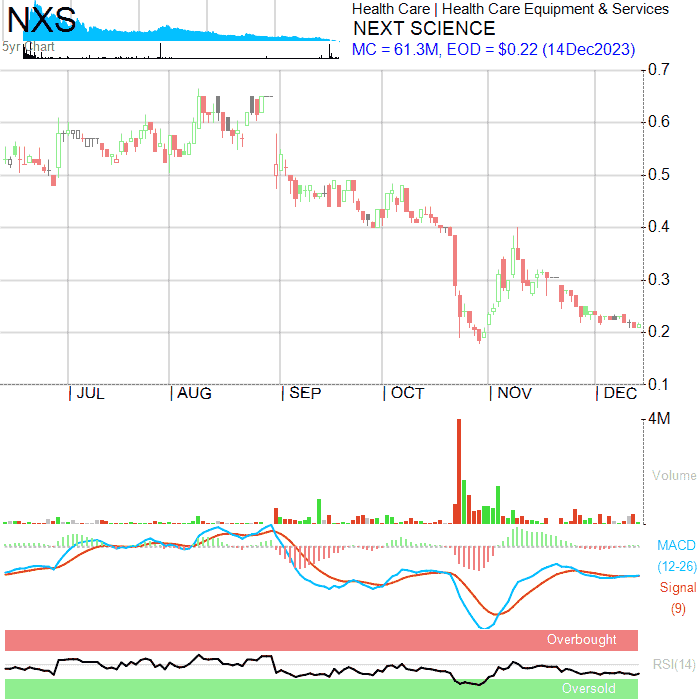 NXS
Health Care | Health Care Equipment & Services
NEXT SCIENCE
5yr Chart
MC = 61.3M, EOD = $0.22 (14Dec2023)
0.7
0.6
0.5
0.4
0.3
0.2
0.1
JUL
AUG
SEP
OCT
NOV
DEC
4M
Volume
MACD
(12-26)
Signal
(9)
Overbought
RSI(14)
Oversold